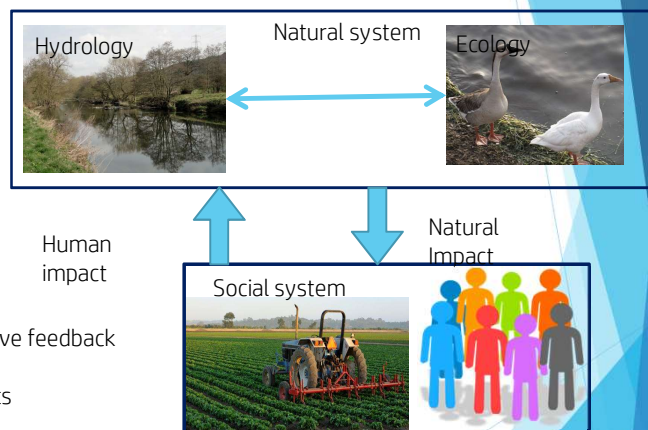 Hydrology
Natural system
Ecology
Human
impact
Natural
Impact
Social system
ve feedback
s